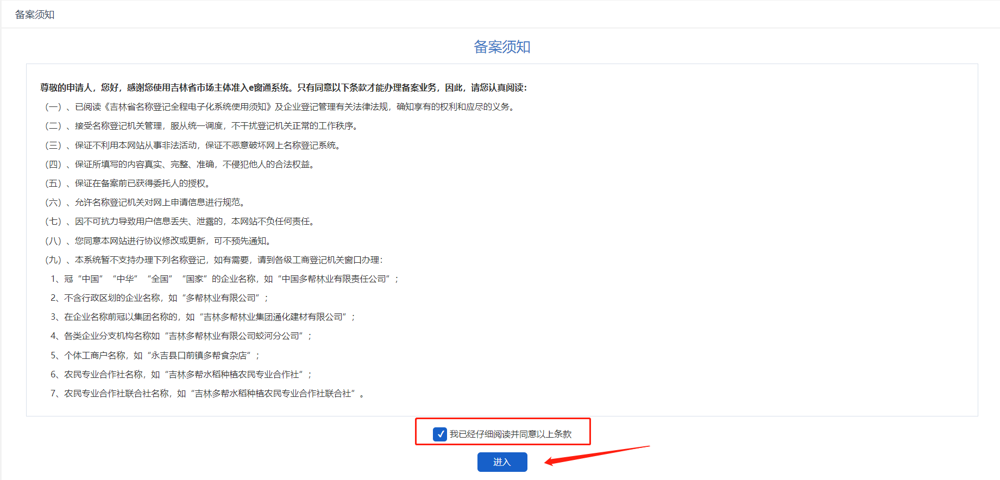 备案须知
备案须知
尊敬的申请人，您好，感谢您使用吉林省市场主体准入e窗通系统。只有同意以下条款才能办理备案业务，因此，请您认真阅读：
（一）、已阅读《吉林省名称登记全程电子化系统使用须知》及企业登记管理有关法律法规，确知享有的权利和应尽的义务。
（二）、接受名称登记机关管理，服从统一调度，不干扰登记机关正常的工作秩序。
（三）、保证不利用本网站从事非法活动，保证不恶意破坏网上名称登记系统。
（四）、保证所填写的内容真实、完整、准确，不侵犯他人的合法权益。
（五）、保证在备案前已获得委托人的授权。
（六）、允许名称登记机关对网上申请信息进行规范。
（七）、因不可抗力导致用户信息丢失、泄露的，本网站不负任何责任。
（八）、您同意本网站进行协议修改或更新，可不预先通知。
（九）、本系统暂不支持办理下列名称登记，如有需要，请到各级工商登记机关窗口办理：
1、冠“中国”“中华”“全国”“国家”的企业名称，如“中国多帮林业有限责任公司”；
2、不含行政区划的企业名称，如“多帮林业有限公司”；
3、在企业名称前冠以集团名称的，如“吉林多帮林业集团通化建材有限公司”；
4、各类企业分支机构名称如“吉林多帮林业有限公司蛟河分公司”；
5、个体工商户名称，如“永吉县口前镇多帮食杂店”；
6、农民专业合作社名称，如“吉林多帮水稻种植农民专业合作社”；
7、农民专业合作社联合社名称，如“吉林多帮水稻种植农民专业合作社联合社”。
我已经仔细阅读并同意以上条款
进入